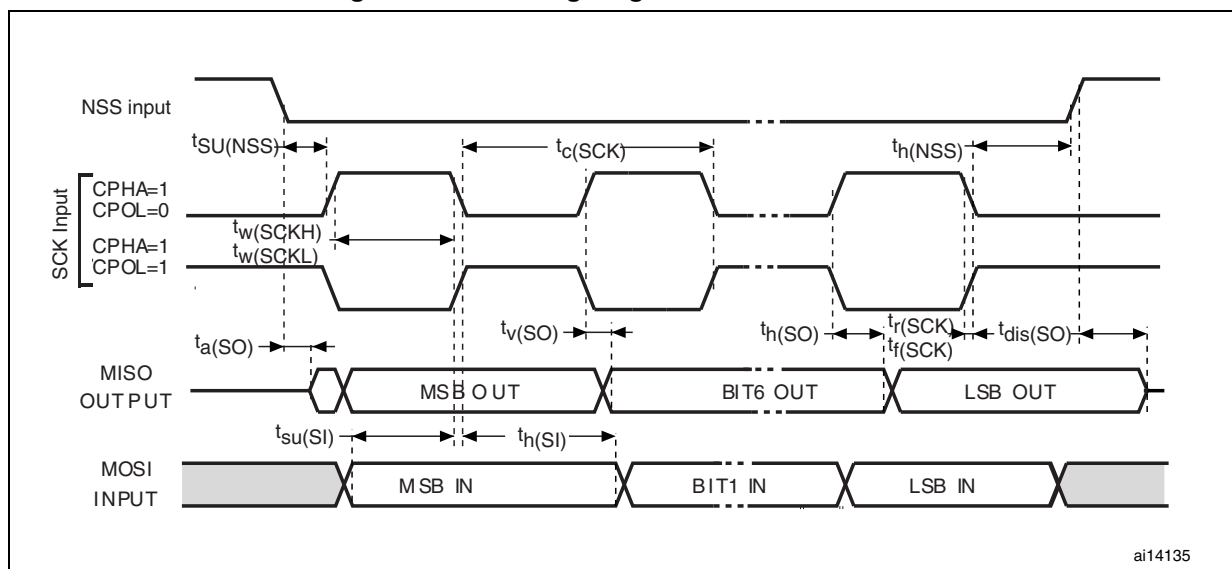 NSS input
tSU(NSS)
tc(SCK)
th(NSS)
SCK Input
CPHA=1
CPOL=0
tw(SCKH)
tw(SCKL)
CPHA=1
CPOL=1
ta(SO)
tv(SO)
th(SO)
tr(SCK)
tf(SCK)
tdis(SO)
MISO
OUTPUT
MSB OUT
BIT6 OUT
LSB OUT
tsu(SI)
th(SI)
MOSI
INPUT
MSB IN
BIT1 IN
LSB IN
ai14135